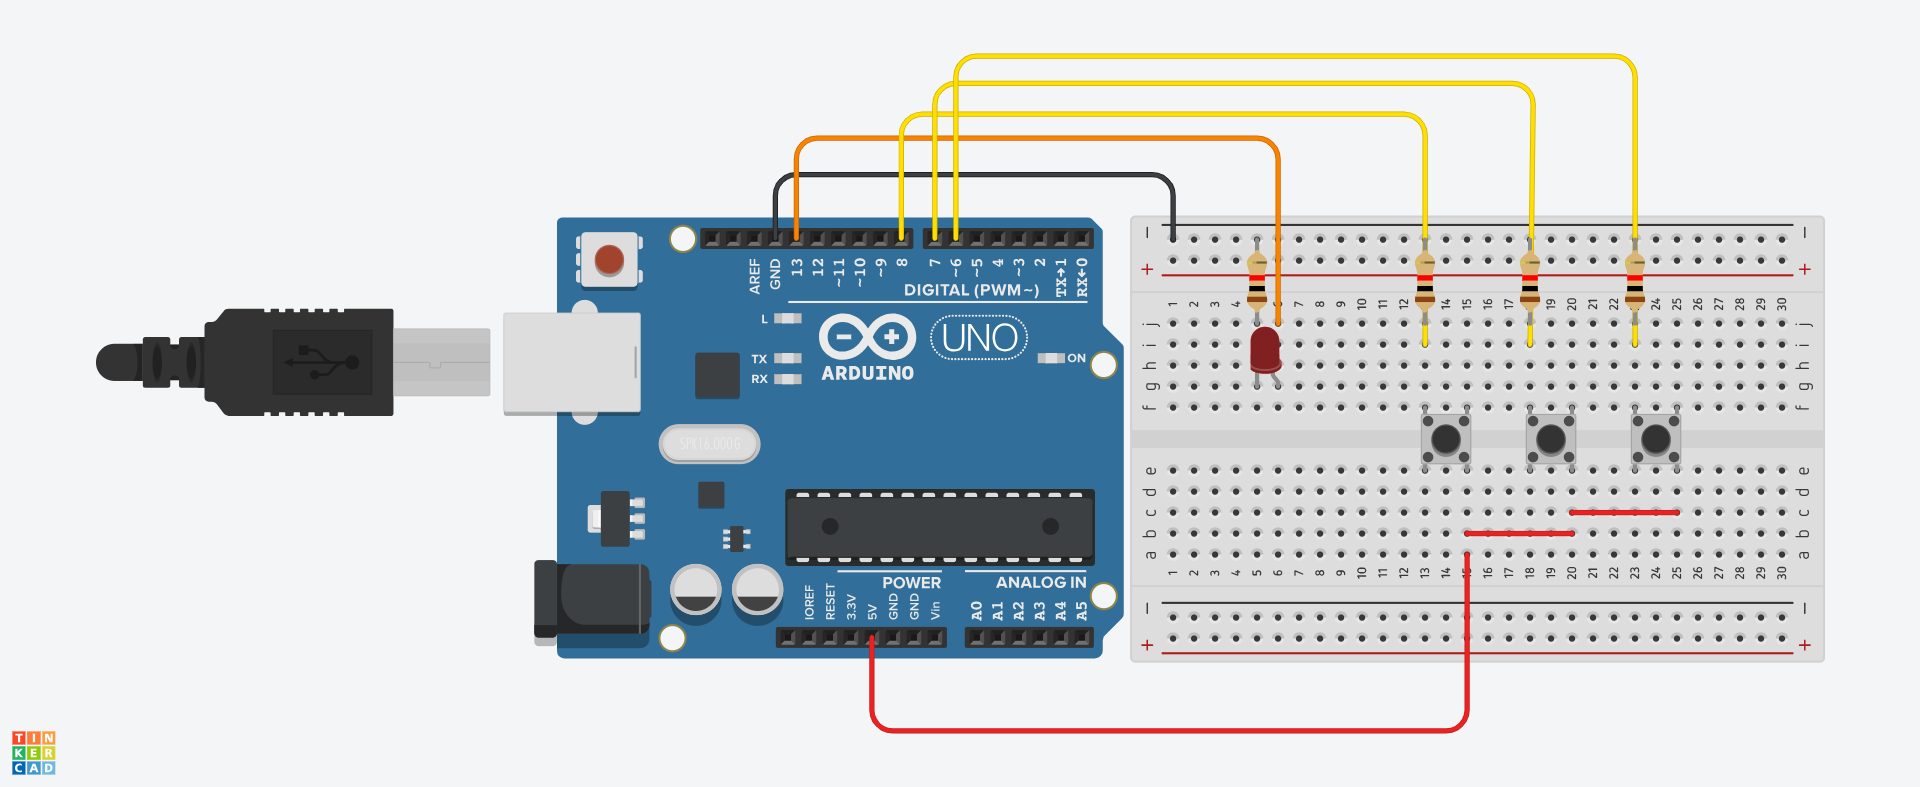 AREF
GND
13
12
~11
~10
~9
8
7
~6
~5
4
~3
2
TX→1
RX←0
DIGITAL (PWM~)
L
TX
RX
ARDUINO
UNO
ON
SPK16.000G
POWER
ANALOG IN
IOREF
RESET
3.3V
5V
GND
GND
Vin
A0
A1
A2
A3
A4
A5
− −
+ +
1 2 3 4 5 6 7 8 9 10 11 12 13 14 15 16 17 18 19 20 21 22 23 24 25 26 27 28 29 30
j j
i i
h h
g g
f f
e e
d d
c c
b b
a a
1 2 3 4 5 6 7 8 9 10 11 12 13 14 15 16 17 18 19 20 21 22 23 24 25 26 27 28 29 30
− −
+ +
TIN
KER
CAD